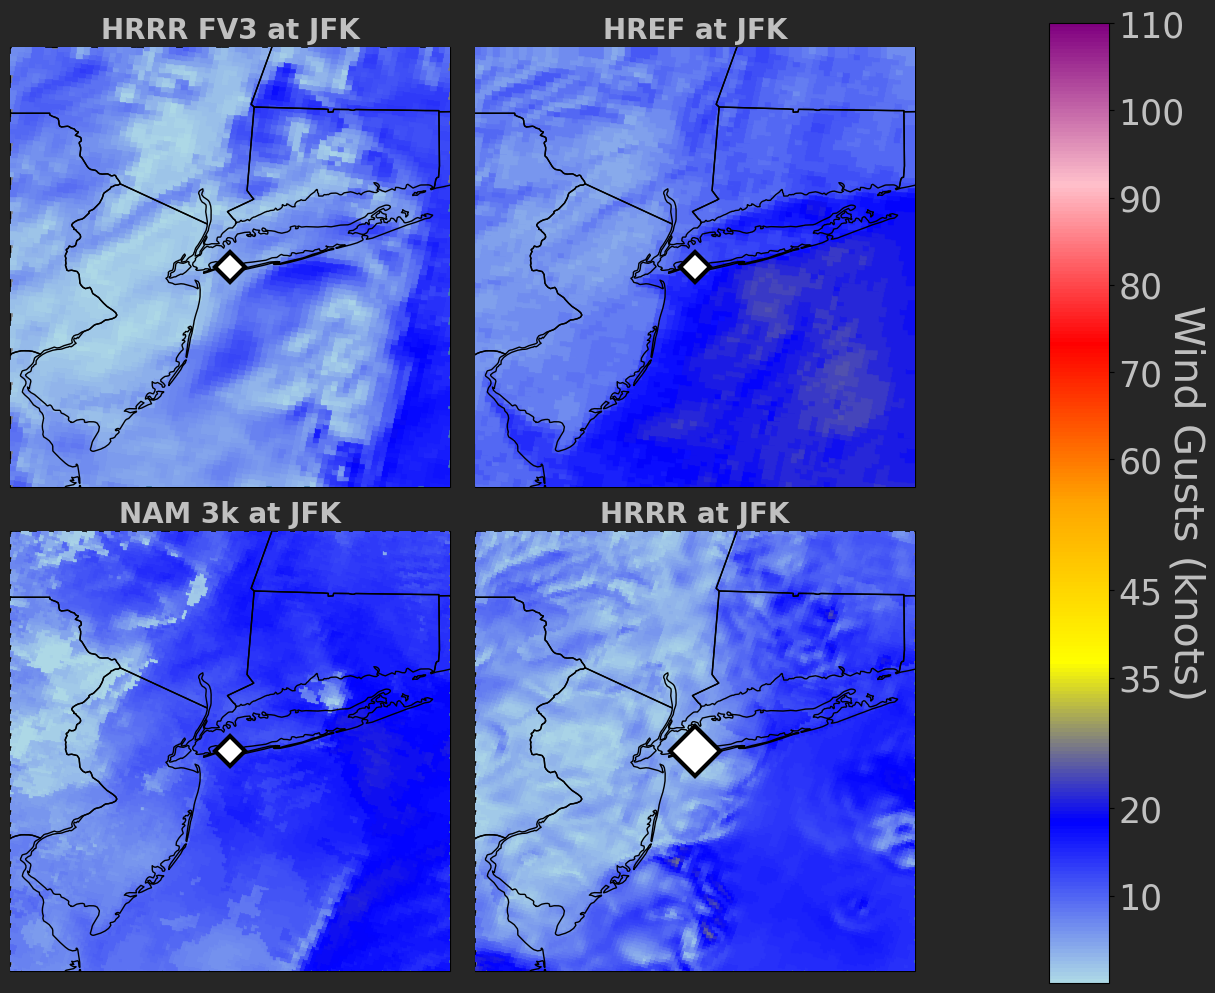 HRRR FV3 at JFK
HREF at JFK
NAM 3k at JFK
HRRR at JFK
110
100
90
80
70
60
45
35
20
10
Wind Gusts (knots)